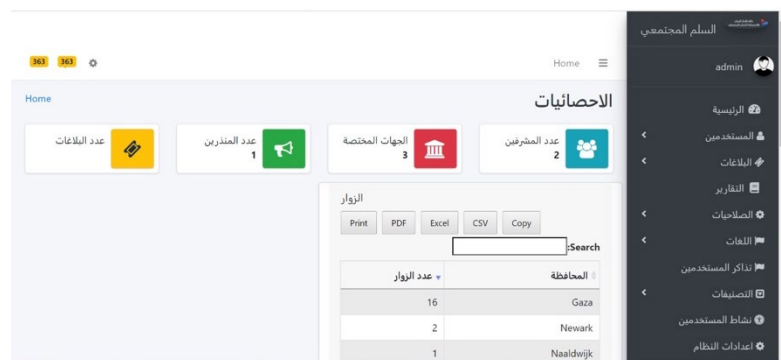 السلم المجتمعي
admin
الرئيسية
المستخدمين
البلاغات
التقارير
الصلاحيات
اللغات
تذاكر المستخدمين
التصنيفات
نشاط المستخدمين
اعدادات النظام
Home
363 363
الاحصائيات
Home
عدد المشرفين
2
الجهات المختصة
3
عدد المنذرين
1
عدد البلاغات
الزوار
Copy CSV Excel PDF Print
Search:
المحافظة عدد الزوار
Gaza 16
Newark 2
Naaldwijk 1